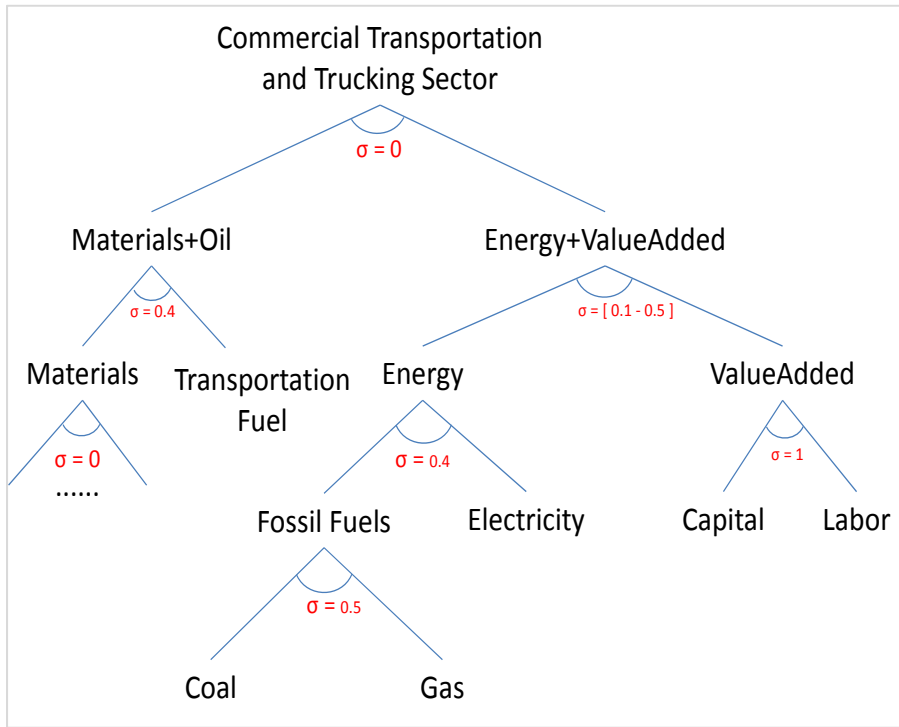 Commercial Transportation
and Trucking Sector
σ = 0
Materials+Oil
Energy+ValueAdded
σ = 0.4
σ = [ 0.1 - 0.5 ]
Materials
Transportation
Fuel
Energy
ValueAdded
σ = 0
σ = 0.4
σ = 1
......
Fossil Fuels
Electricity
Capital
Labor
σ = 0.5
Coal
Gas